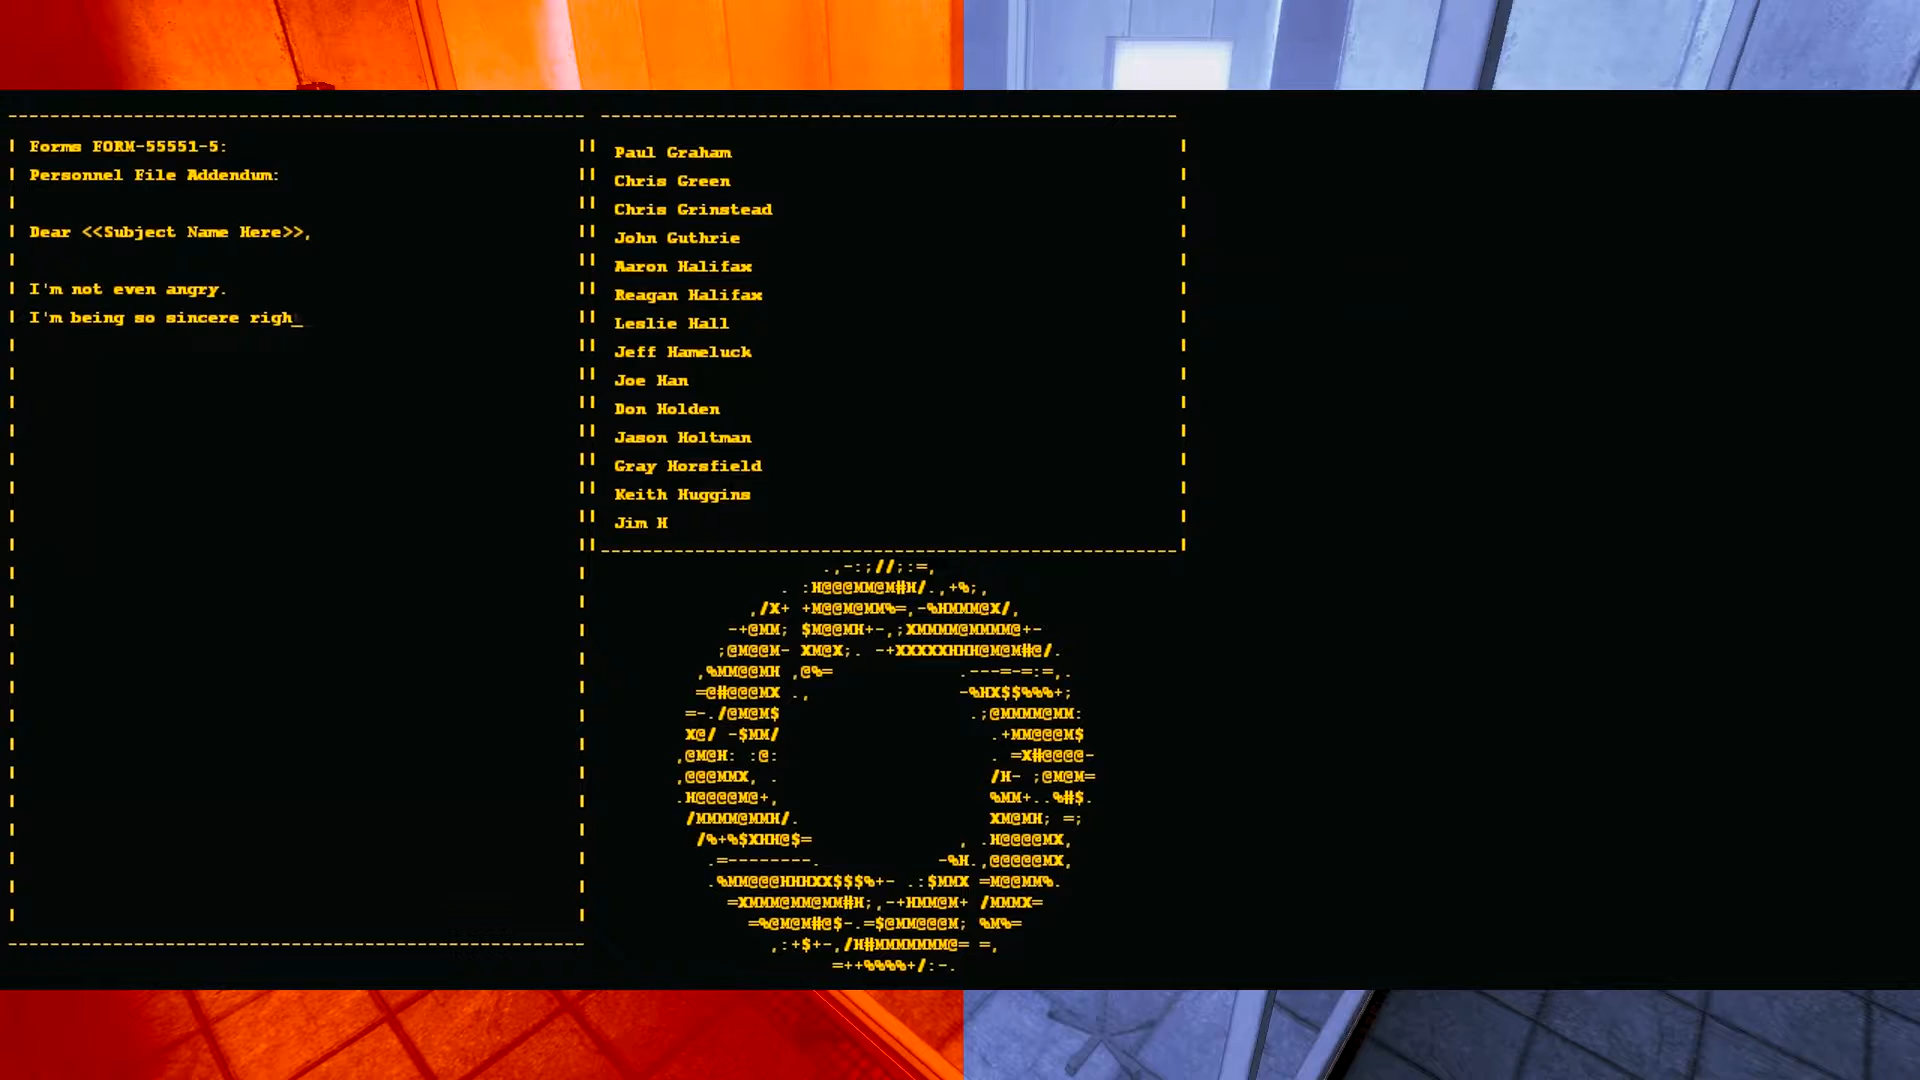 Forms FORM-55551-5:
Personnel File Addendum:
Dear <<Subject Name Here>>,
I'm not even angry.
I'm being so sincere righ_
Paul Graham
Chris Green
Chris Grinstead
John Guthrie
Aaron Halifax
Reagan Halifax
Leslie Hall
Jeff Hameluck
Joe Han
Don Holden
Jason Holtman
Gray Horsfield
Keith Huggins
Jim H